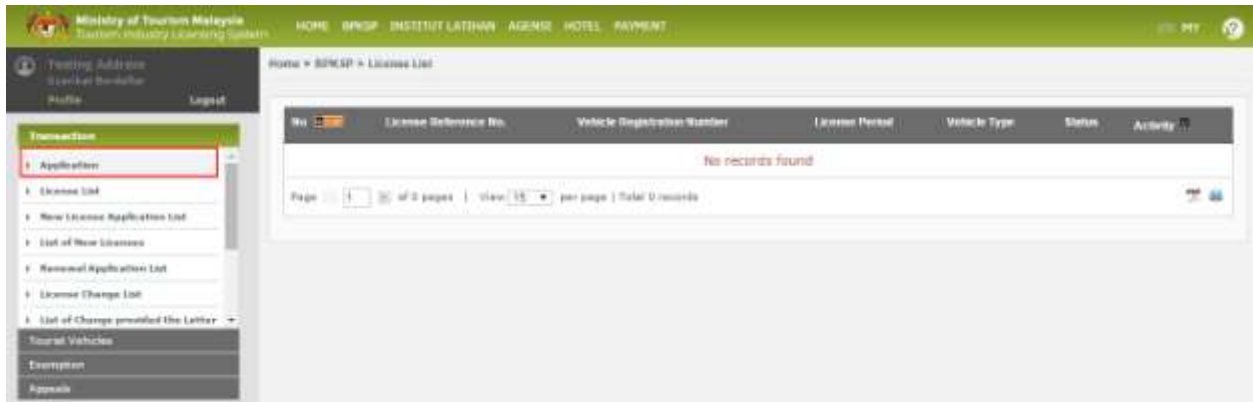 Ministry of Tourism Malaysia
Tourism Industry Licensing System
HOME BPKSP INSTITUT LATIHAN AGENSI HOTEL PAYMENT
MY
Testing Address
Profile Logout
Home » BPKSP » License List
Transaction
Application
License List
New License Application List
List of New Licenses
Renewal Application List
License Change List
List of Change provided the Letter
Tourist Vehicles
Exemption
Appeals
No License Reference No. Vehicle Registration Number License Period Vehicle Type Status Activity
No records found
Page 1 of 0 pages | View 15 per page | Total 0 records